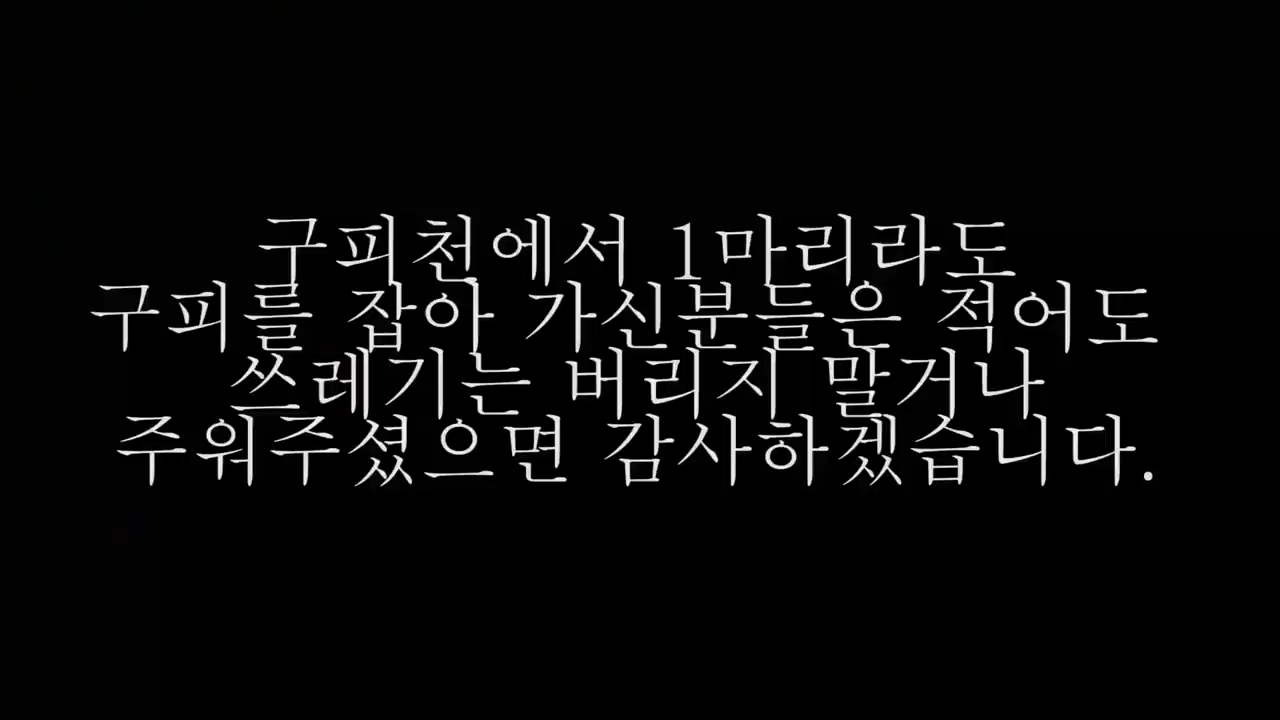 구피천에서 1마리라도
구피를 잡아 가신분들은 적어도
쓰레기는 버리지 말거나
주워주셨으면 감사하겠습니다.